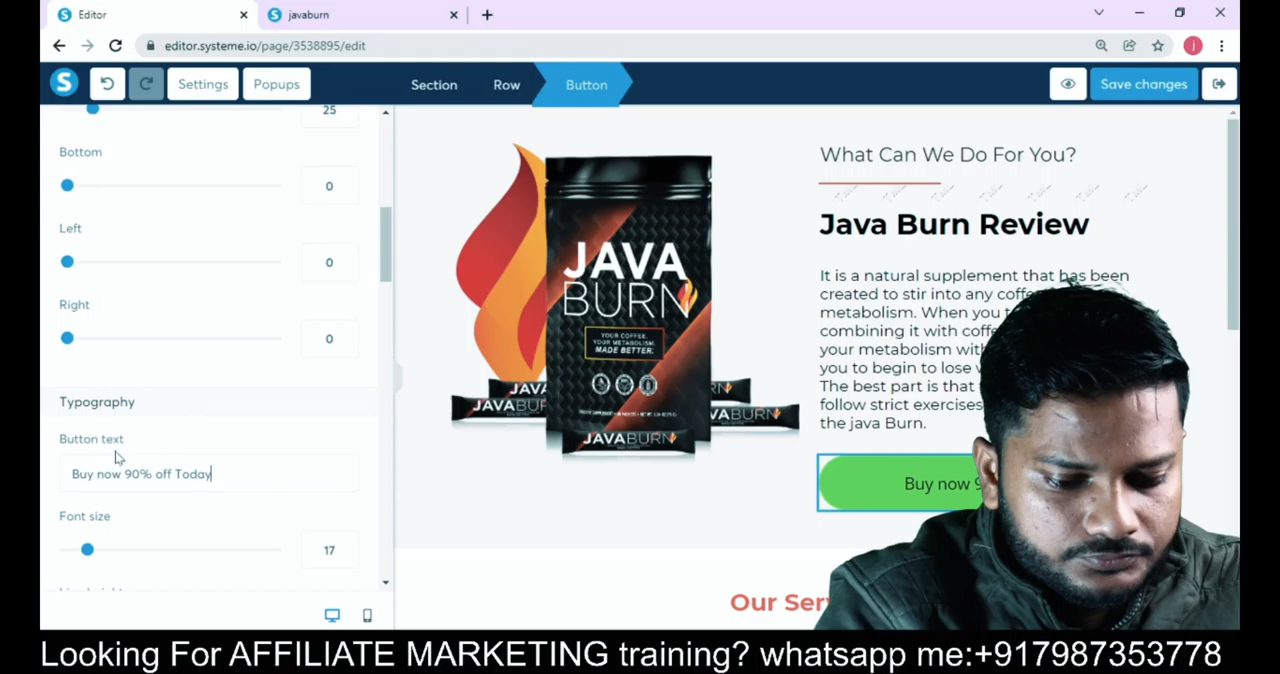 Editor
javaburn
editor.systeme.io/page/3538895/edit
j
S
Settings
Popups
Section
Row
Button
Save changes
25
Bottom
0
Left
0
Right
0
Typography
Button text
Buy now 90% off Today
Font size
17
What Can We Do For You?
Java Burn Review
It is a natural supplement that has been
created to stir into any coffe
metabolism. When you t
combining it with coffe
your metabolism with
you to begin to lose
The best part is that
follow strict exercises
the java Burn.
Buy now 9
Our Ser
JAVA
BURN
YOUR COFFEE.
YOUR METABOLISM.
MADE BETTER.
JAVABURN
Looking For AFFILIATE MARKETING training? whatsapp me:+917987353778